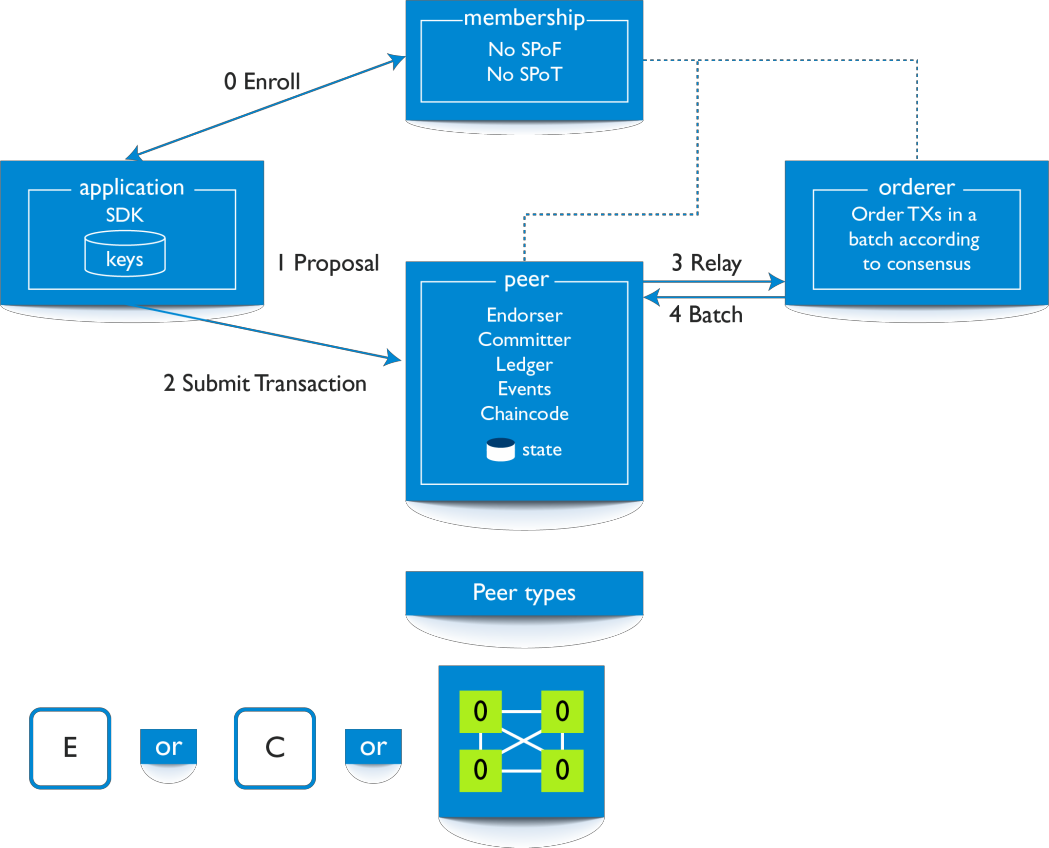 membership
No SPoF
No SPoT
0 Enroll
application
SDK
keys
orderer
Order TXs in a
batch according
to consensus
1 Proposal
3 Relay
4 Batch
peer
Endorser
Committer
Ledger
Events
Chaincode
state
2 Submit Transaction
Peer types
E
or
C
or
0
0
0
0